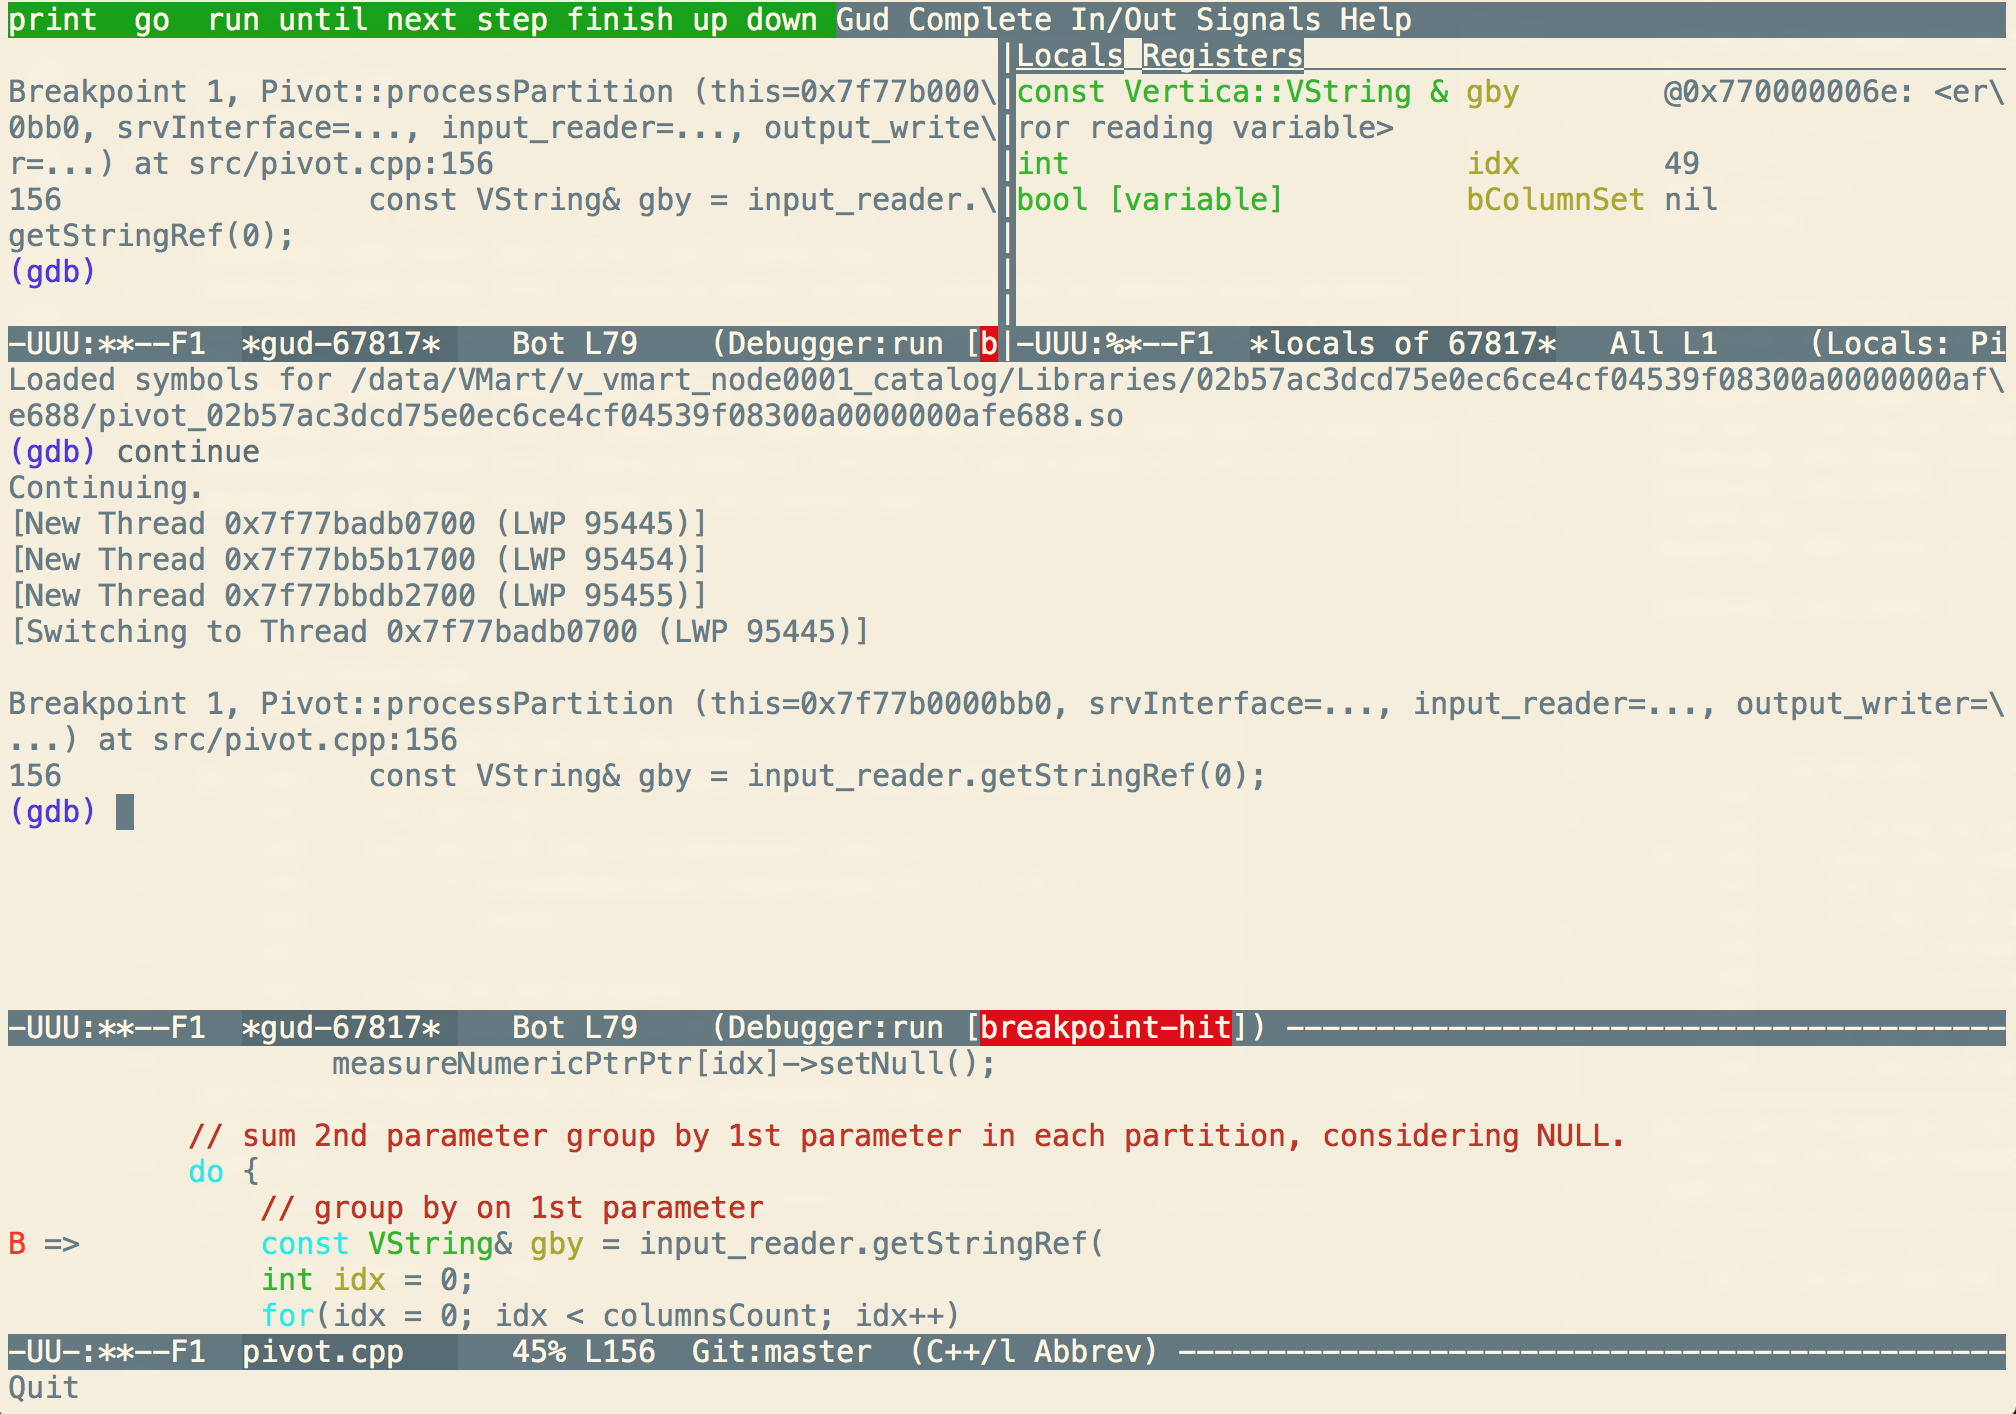 print  go  run until next step finish up down Gud Complete In/Out Signals Help
Breakpoint 1, Pivot::processPartition (this=0x7f77b000\
0bb0, srvInterface=..., input_reader=..., output_write\
r=...) at src/pivot.cpp:156
156                 const VString& gby = input_reader.\
getStringRef(0);
(gdb)
-UUU:**--F1  *gud-67817*    Bot L79    (Debugger:run [b
Locals Registers
const Vertica::VString & gby        @0x770000006e: <er\
ror reading variable>
int                      idx        49
bool [variable]          bColumnSet nil
-UUU:%*--F1  *locals of 67817*   All L1     (Locals: Pi
Loaded symbols for /data/VMart/v_vmart_node0001_catalog/Libraries/02b57ac3dcd75e0ec6ce4cf04539f08300a0000000af\
e688/pivot_02b57ac3dcd75e0ec6ce4cf04539f08300a0000000afe688.so
(gdb) continue
Continuing.
[New Thread 0x7f77badb0700 (LWP 95445)]
[New Thread 0x7f77bb5b1700 (LWP 95454)]
[New Thread 0x7f77bbdb2700 (LWP 95455)]
[Switching to Thread 0x7f77badb0700 (LWP 95445)]
Breakpoint 1, Pivot::processPartition (this=0x7f77b0000bb0, srvInterface=..., input_reader=..., output_writer=\
...) at src/pivot.cpp:156
156                 const VString& gby = input_reader.getStringRef(0);
(gdb)
-UUU:**--F1  *gud-67817*    Bot L79    (Debugger:run [breakpoint-hit]) ----------------------------------------
measureNumericPtrPtr[idx]->setNull();
// sum 2nd parameter group by 1st parameter in each partition, considering NULL.
do {
// group by on 1st parameter
B =>          const VString& gby = input_reader.getStringRef(
int idx = 0;
for(idx = 0; idx < columnsCount; idx++)
-UU-:**--F1  pivot.cpp      45% L156  Git:master  (C++/l Abbrev) ----------------------------------------------
Quit